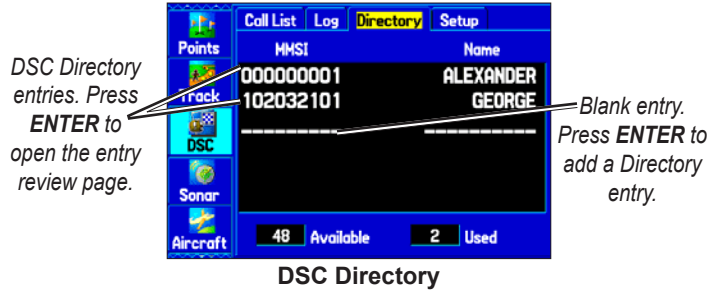 Call List Log Directory Setup
Points
Track
DSC
Sonar
Aircraft
MMSI Name
000000001 ALEXANDER
102032101 GEORGE
_________ __________
48 Available 2 Used
DSC Directory
entries. Press
ENTER to
open the entry
review page.
Blank entry.
Press ENTER to
add a Directory
entry.
DSC Directory